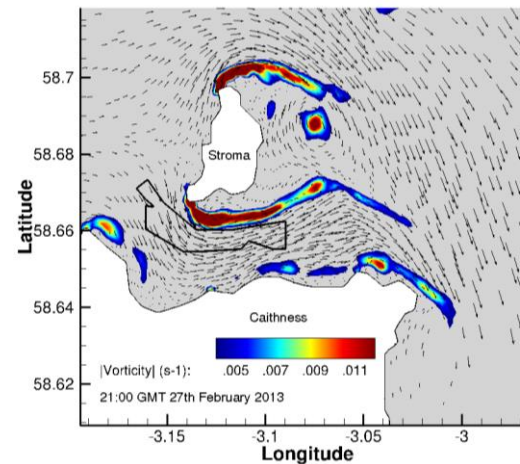 58.7
58.68
58.66
58.64
58.62
Latitude
Stroma
Caithness
|Vorticity| (s-1):
.005 .007 .009 .011
21:00 GMT 27th February 2013
-3.15 -3.1 -3.05 -3
Longitude